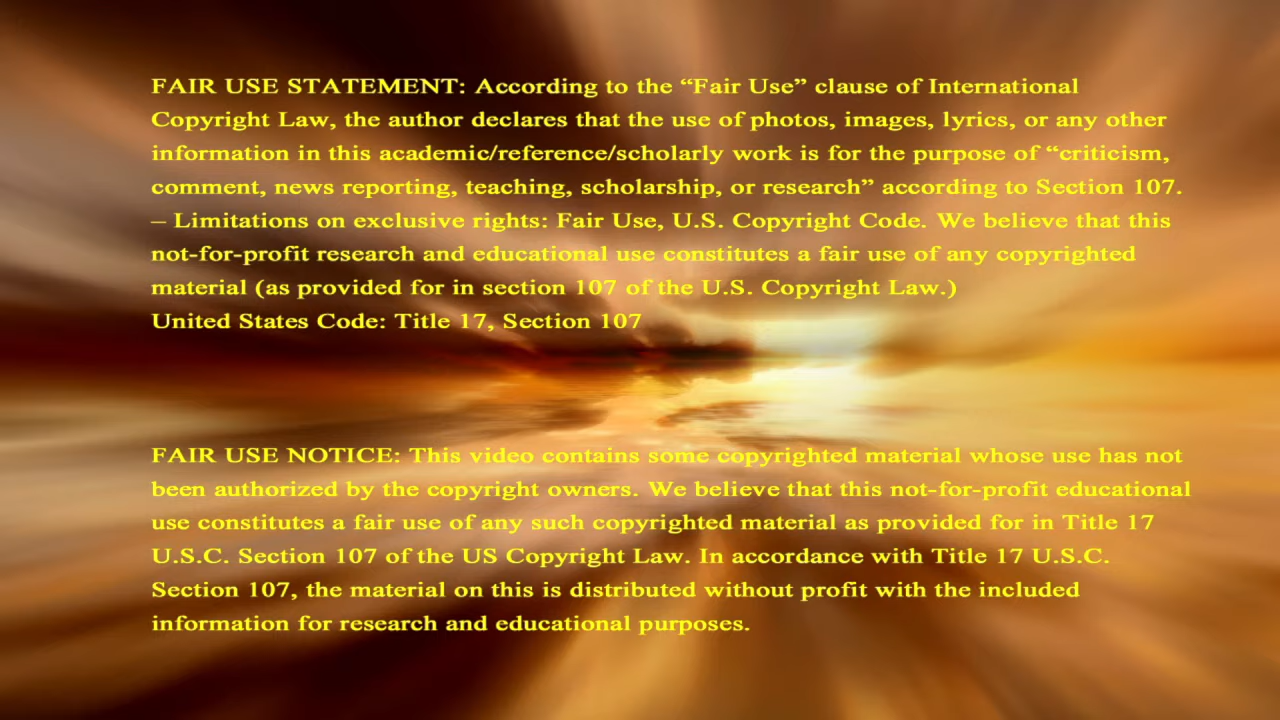 FAIR USE STATEMENT: According to the “Fair Use” clause of International
Copyright Law, the author declares that the use of photos, images, lyrics, or any other
information in this academic/reference/scholarly work is for the purpose of “criticism,
comment, news reporting, teaching, scholarship, or research” according to Section 107.
– Limitations on exclusive rights: Fair Use, U.S. Copyright Code. We believe that this
not-for-profit research and educational use constitutes a fair use of any copyrighted
material (as provided for in section 107 of the U.S. Copyright Law.)
United States Code: Title 17, Section 107
FAIR USE NOTICE: This video contains some copyrighted material whose use has not
been authorized by the copyright owners. We believe that this not-for-profit educational
use constitutes a fair use of any such copyrighted material as provided for in Title 17
U.S.C. Section 107 of the US Copyright Law. In accordance with Title 17 U.S.C.
Section 107, the material on this is distributed without profit with the included
information for research and educational purposes.